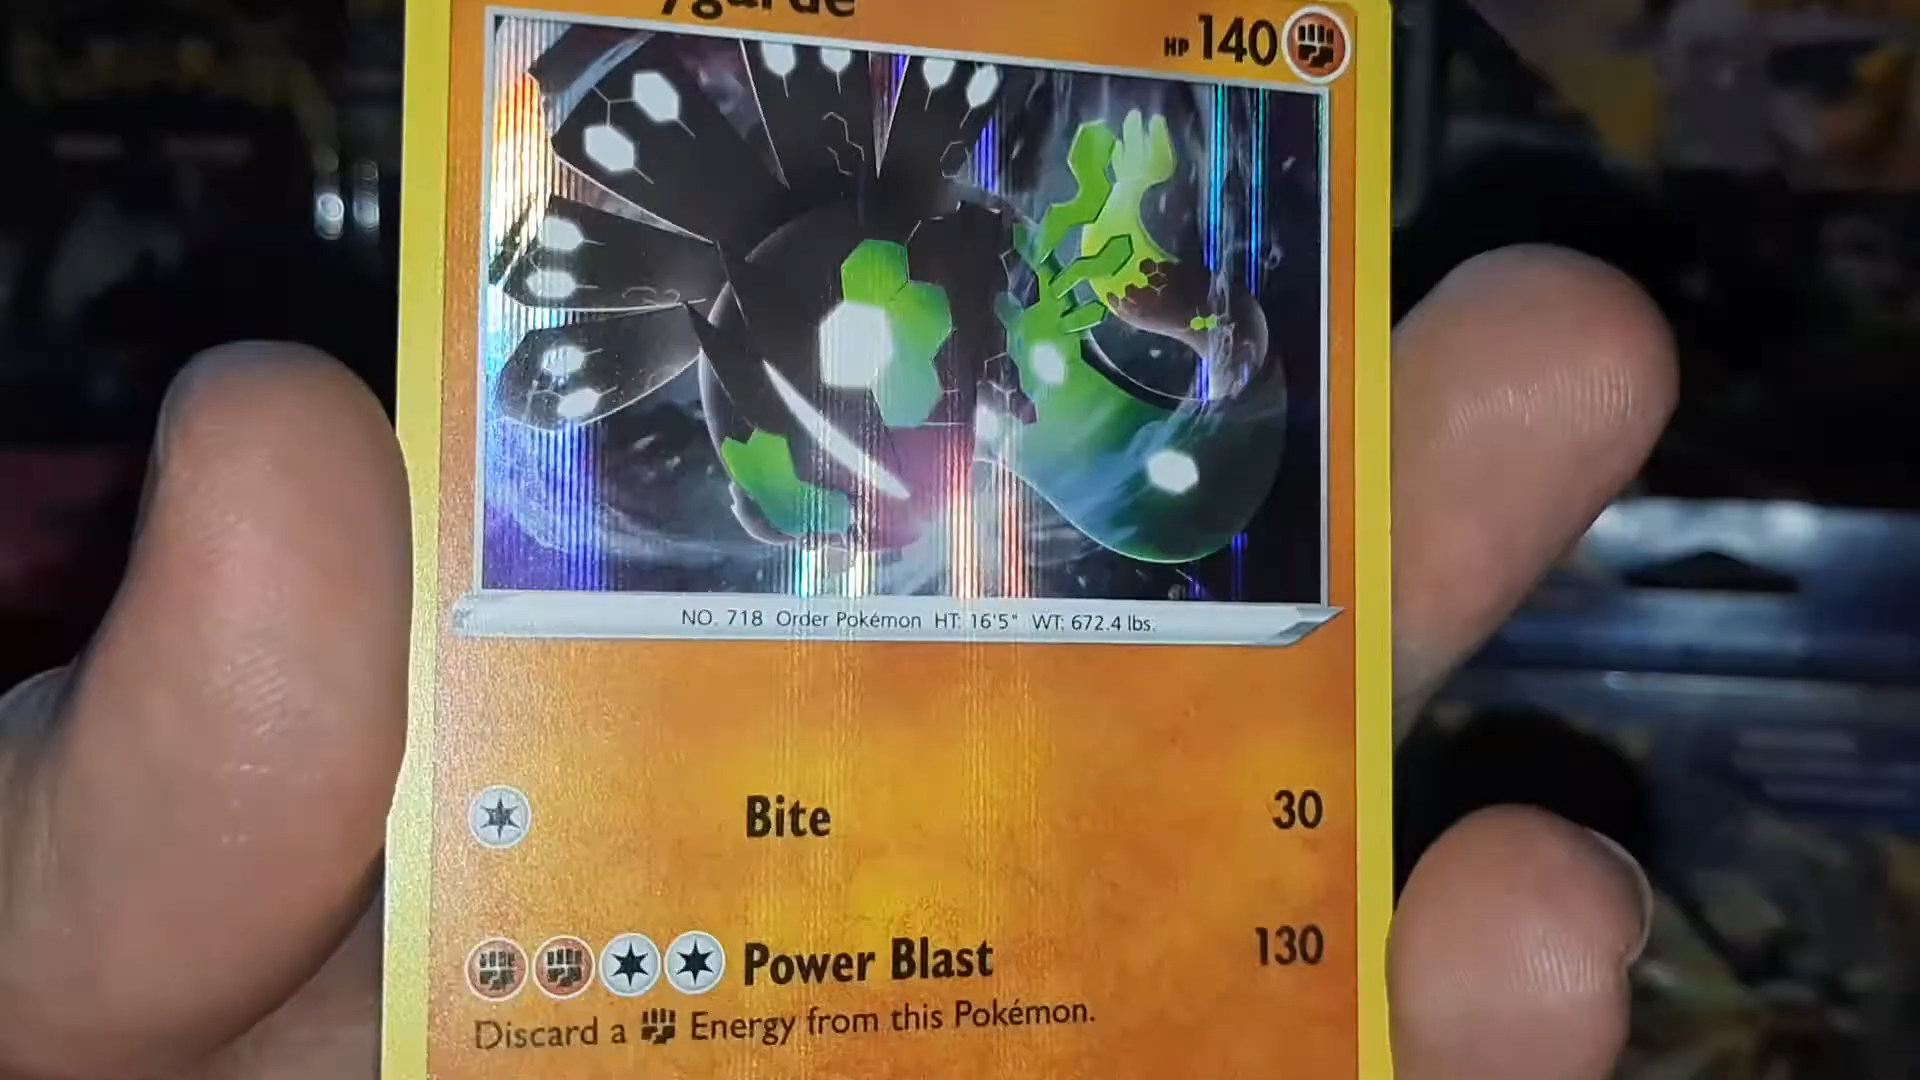 ygarde
HP 140
NO. 718 Order Pokémon HT: 16'5" WT: 672.4 lbs.
Bite 30
Power Blast 130
Discard a Energy from this Pokémon.